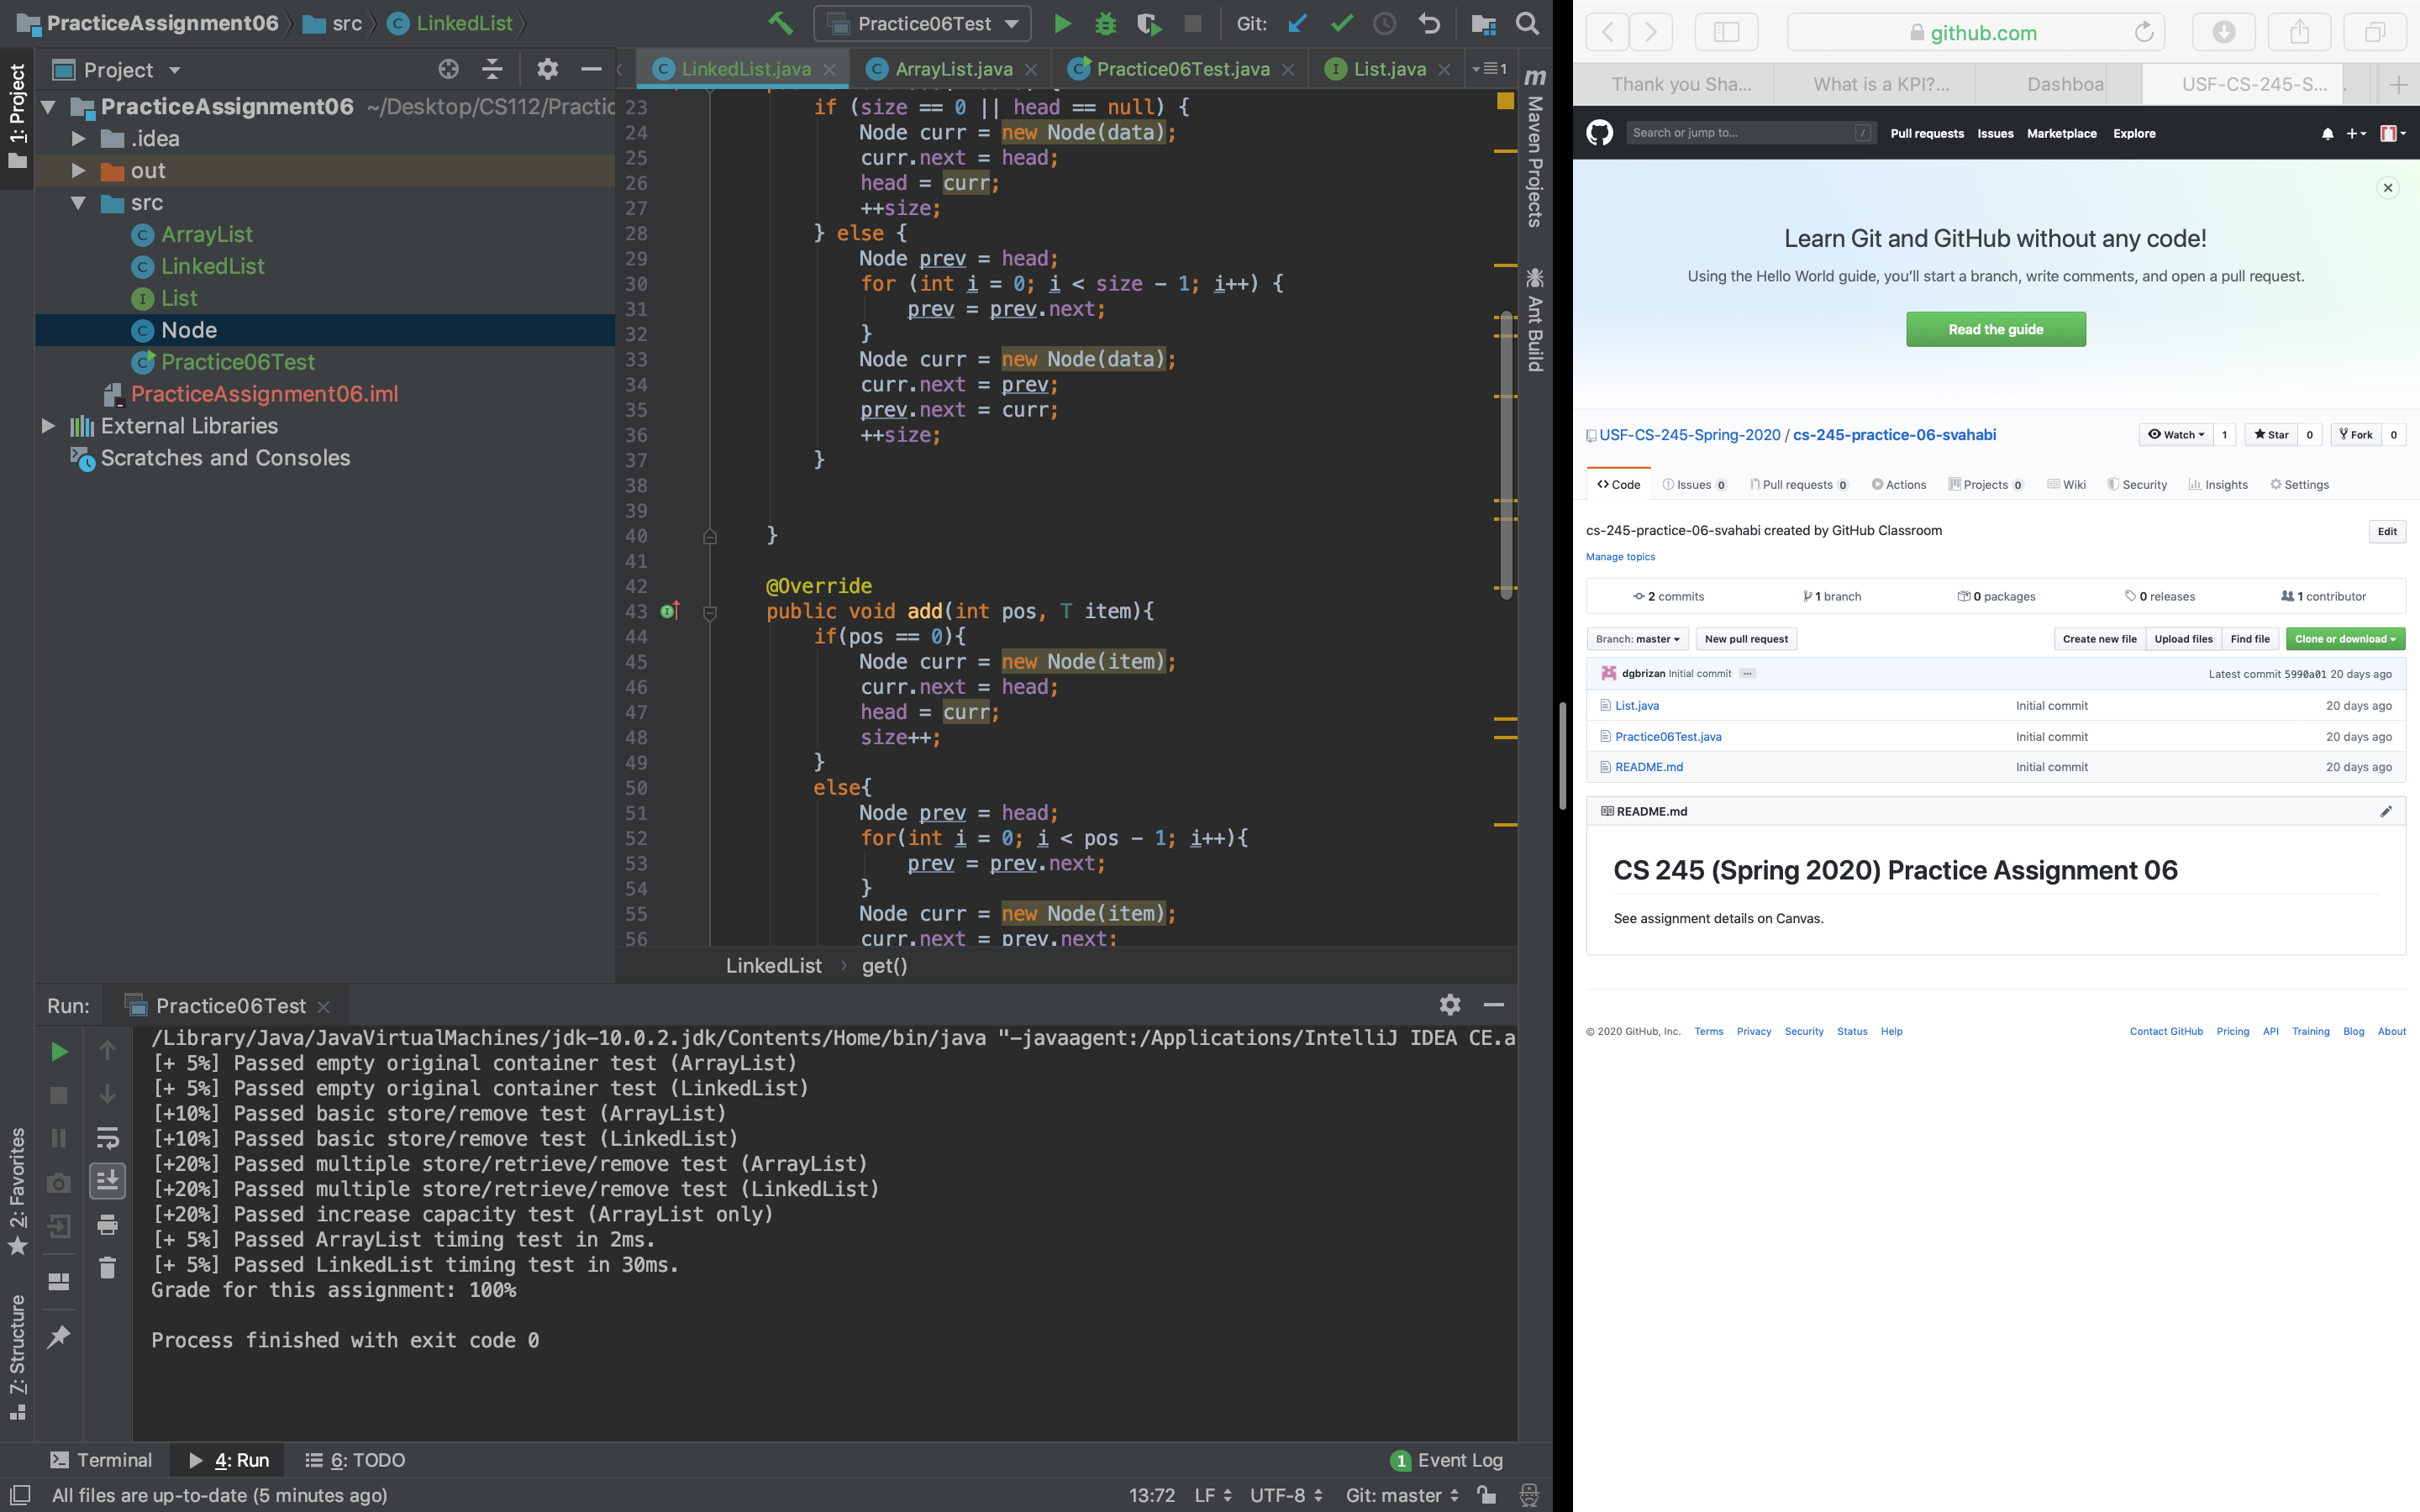 PracticeAssignment06 src LinkedList
Practice06Test
Git:
1: Project
Project
PracticeAssignment06 ~/Desktop/CS112/Practic
.idea
out
src
ArrayList
LinkedList
List
Node
Practice06Test
PracticeAssignment06.iml
External Libraries
Scratches and Consoles
LinkedList.java
ArrayList.java
Practice06Test.java
List.java
1
23 if (size == 0 || head == null) {
24 Node curr = new Node(data);
25 curr.next = head;
26 head = curr;
27 ++size;
28 } else {
29 Node prev = head;
30 for (int i = 0; i < size - 1; i++) {
31 prev = prev.next;
32 }
33 Node curr = new Node(data);
34 curr.next = prev;
35 prev.next = curr;
36 ++size;
37 }
38
39
40 }
41
42 @Override
43 public void add(int pos, T item){
44 if(pos == 0){
45 Node curr = new Node(item);
46 curr.next = head;
47 head = curr;
48 size++;
49 }
50 else{
51 Node prev = head;
52 for(int i = 0; i < pos - 1; i++){
53 prev = prev.next;
54 }
55 Node curr = new Node(item);
56 curr.next = prev.next;
LinkedList › get()
m Maven Projects
Ant Build
Run: Practice06Test
/Library/Java/JavaVirtualMachines/jdk-10.0.2.jdk/Contents/Home/bin/java "-javaagent:/Applications/IntelliJ IDEA CE.a
[+ 5%] Passed empty original container test (ArrayList)
[+ 5%] Passed empty original container test (LinkedList)
[+10%] Passed basic store/remove test (ArrayList)
[+10%] Passed basic store/remove test (LinkedList)
[+20%] Passed multiple store/retrieve/remove test (ArrayList)
[+20%] Passed multiple store/retrieve/remove test (LinkedList)
[+20%] Passed increase capacity test (ArrayList only)
[+ 5%] Passed ArrayList timing test in 2ms.
[+ 5%] Passed LinkedList timing test in 30ms.
Grade for this assignment: 100%
Process finished with exit code 0
2: Favorites
7: Structure
Terminal 4: Run 6: TODO
1 Event Log
All files are up-to-date (5 minutes ago)
13:72 LF UTF-8 Git: master
github.com
Thank you Sha... What is a KPI?... Dashboa USF-CS-245-S...
Search or jump to... /
Pull requests Issues Marketplace Explore
Learn Git and GitHub without any code!
Using the Hello World guide, you’ll start a branch, write comments, and open a pull request.
Read the guide
USF-CS-245-Spring-2020 / cs-245-practice-06-svahabi
Watch 1 Star 0 Fork 0
Code Issues 0 Pull requests 0 Actions Projects 0 Wiki Security Insights Settings
cs-245-practice-06-svahabi created by GitHub Classroom
Edit
Manage topics
2 commits 1 branch 0 packages 0 releases 1 contributor
Branch: master New pull request Create new file Upload files Find file Clone or download
dgbrizan Initial commit ... Latest commit 5990a01 20 days ago
List.java Initial commit 20 days ago
Practice06Test.java Initial commit 20 days ago
README.md Initial commit 20 days ago
README.md
CS 245 (Spring 2020) Practice Assignment 06
See assignment details on Canvas.
© 2020 GitHub, Inc. Terms Privacy Security Status Help
Contact GitHub Pricing API Training Blog About